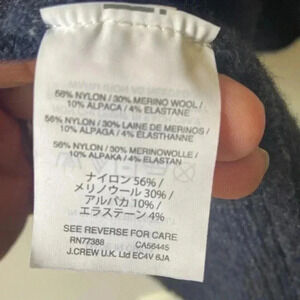 56% NYLON / 30% MERINO WOOL /
10% ALPACA / 4% ELASTANE
56% NYLON / 30% LAINE DE MERINOS /
10% ALPAGA / 4% ÉLASTHANNE
56% NYLON / 30% MERINOWOLLE /
10% ALPAKA / 4% ELASTAN
ナイロン 56% /
メリノウール 30% /
アルパカ 10% /
エラステーン 4%
SEE REVERSE FOR CARE
RN77388 CA56445
J.CREW U.K. Ltd EC4V 6JA